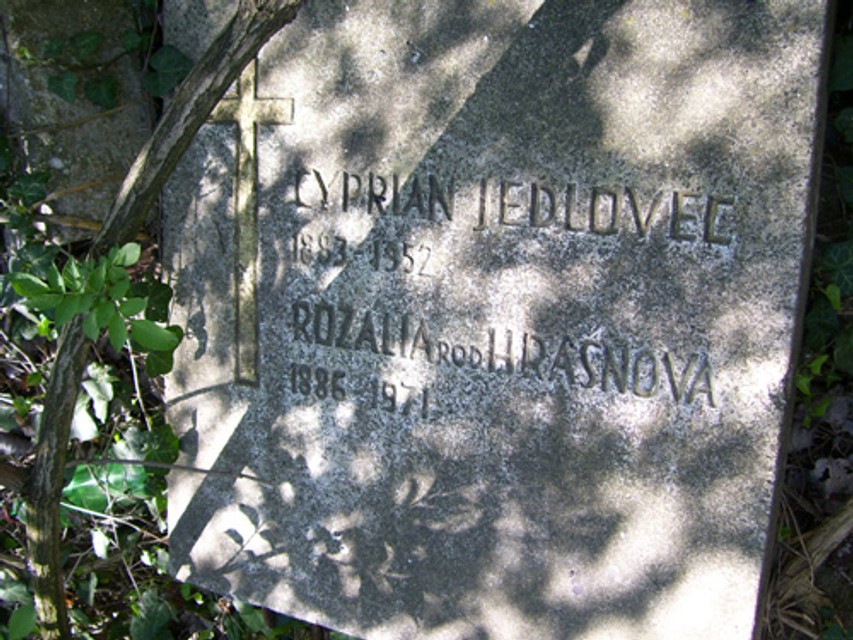 CYPRIAN JEDLOVEC
1883-1952
ROZALIA ROD HRASNOVA
1886-1971